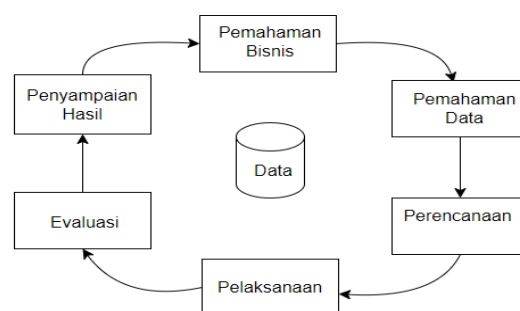 Pemahaman
Bisnis
Pemahaman
Data
Perencanaan
Pelaksanaan
Evaluasi
Penyampaian
Hasil
Data